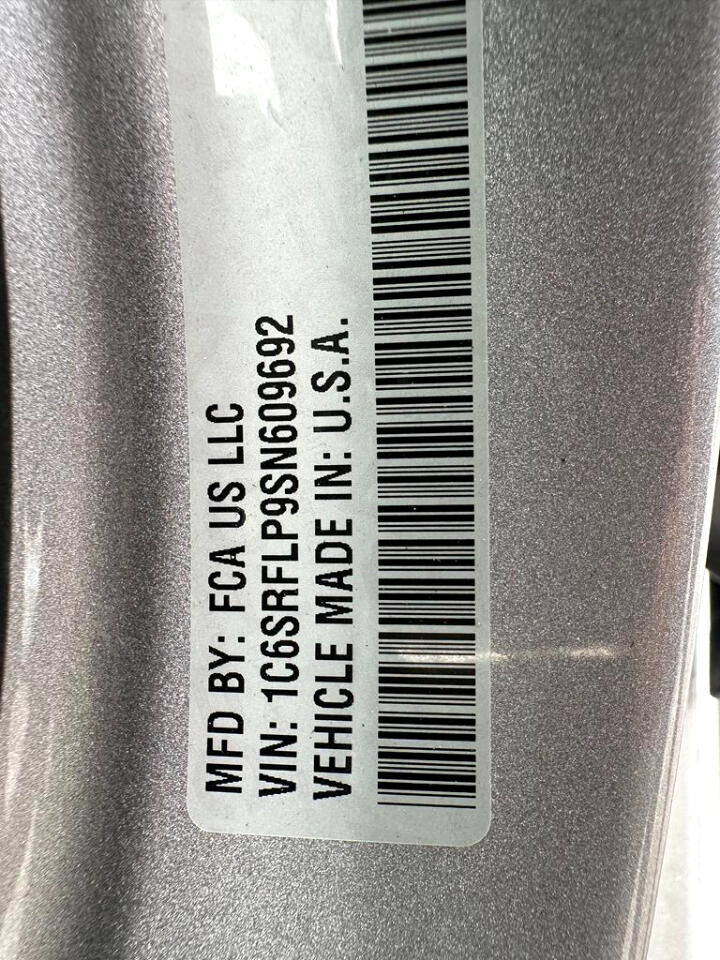 MFD BY: FCA US LLC
VIN: 1C6SRFLP9SN609692
VEHICLE MADE IN: U.S.A.